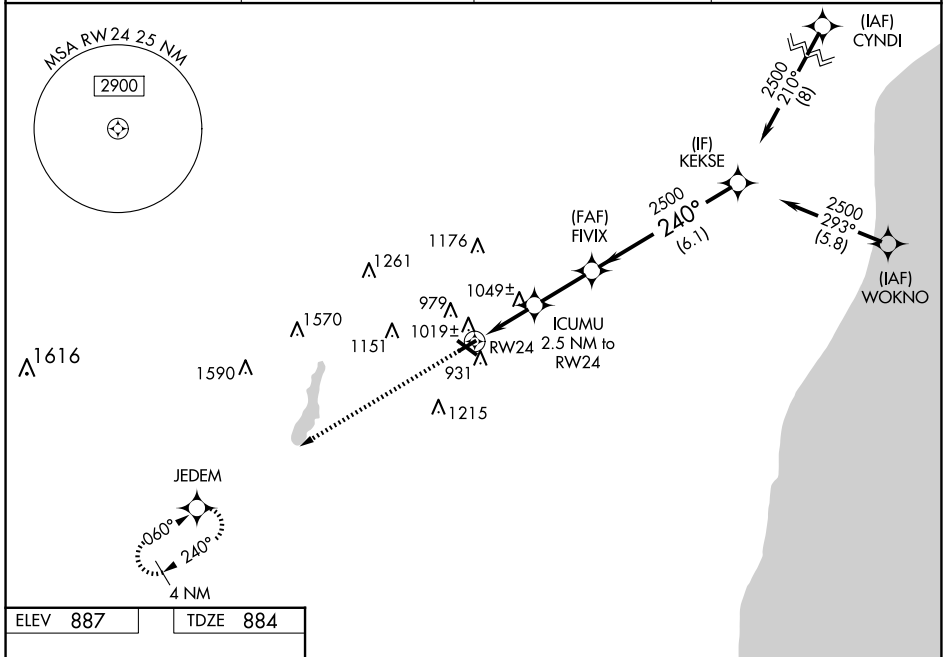 MSA RW 24 25 NM
2900
(IAF)
CYNDI
2500
210°
(8)
(IF)
KEKSE
2500
240°
(6.1)
2500
293°
(5.8)
(IAF)
WOKNO
(FAF)
FIVIX
1176
1261
1049±
979
1570
1151
1019±
ICUMU
2.5 NM to
RW24
RW24
1616
1590
931
1215
JEDEM
060°
240°
4 NM
ELEV 887
TDZE 884